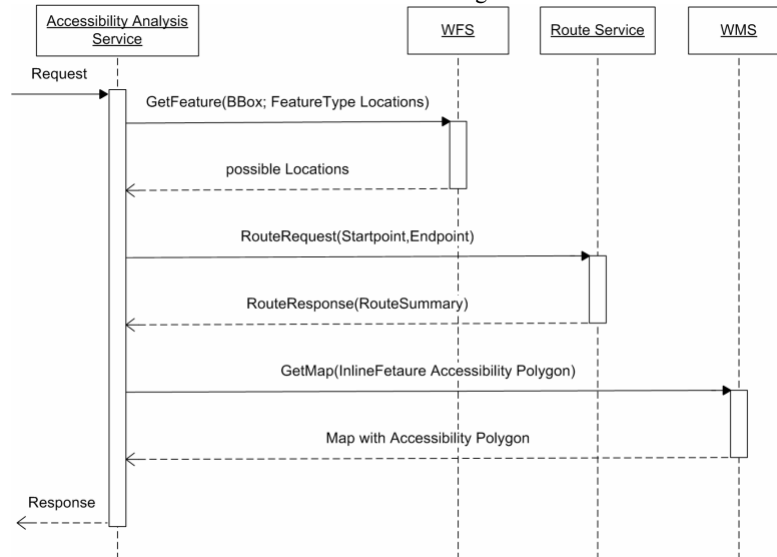 Accessibility Analysis
Service
WFS
Route Service
WMS
Request
GetFeature(BBox; FeatureType Locations)
possible Locations
RouteRequest(Startpoint,Endpoint)
RouteResponse(RouteSummary)
GetMap(InlineFetaure Accessibility Polygon)
Map with Accessibility Polygon
Response